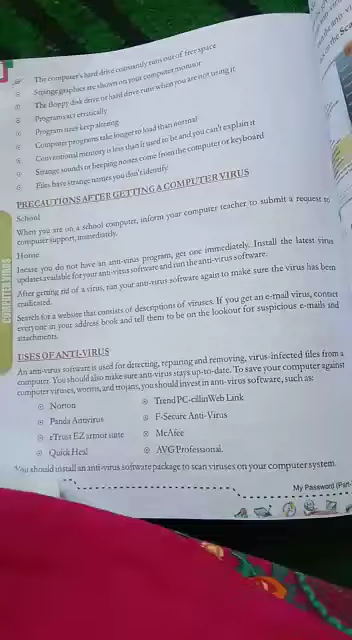 The computer's hard drive constantly runs out of free space
Strange graphics are shown on your computer monitor
The floppy disk drive or hard drive runs when you are not using it
Programs act erratically
Program sizes keep altering
Computer programs take longer to load than normal
Conventional memory is less than it used to be and you can't explain it
Strange sounds or beeping noises come from the computer or keyboard
Files have strange names you don't identify
PRECAUTIONS AFTER GETTING A COMPUTER VIRUS
School
When you are on a school computer, inform your computer teacher to submit a request to
computer support, immediately.
Home
Incase you do not have an anti-virus program, get one immediately. Install the latest virus
updates available for your anti-virus software and run the anti-virus software.
After getting rid of a virus, run your anti-virus software again to make sure the virus has been
eradicated.
Search for a website that consists of descriptions of viruses. If you get an e-mail virus, contact
everyone in your address book and tell them to be on the lookout for suspicious e-mails and
attachments.
USES OF ANTI-VIRUS
An anti-virus software is used for detecting, repairing and removing, virus-infected files from a
computer. You should also make sure anti-virus stays up-to-date. To save your computer against
computer viruses, worms, and trojans, you should invest in anti-virus software, such as:
Norton
Trend PC-cillin Web Link
Panda Antivirus
F-Secure Anti-Virus
eTrust EZ armor suite
McAfee
Quick Heal
AVG Professional.
You should install an anti-virus software package to scan viruses on your computer system.
My Password (Part-
COMPUTER VIRUS